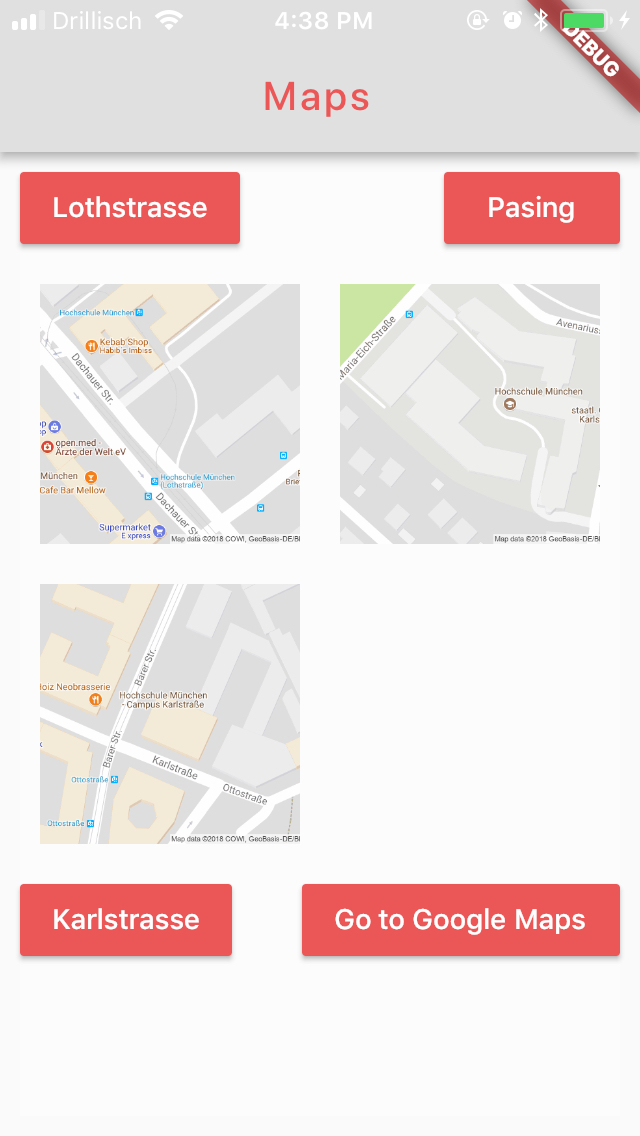 Drillisch
4:38 PM
DEBUG
Maps
Lothstrasse
Pasing
Hochschule München
Kebab Shop
Habib's Imbiss
Dachauer Str.
open.med -
Ärzte der Welt eV
München
Cafe Bar Mellow
Hochschule München
(Lothstraße)
Dachauer Str.
Supermarket
Express
Map data ©2018 COWI, GeoBasis-DE/B
Maria-Eich-Straße
Avenariuss
Hochschule München
staatl.
Karls
Map data ©2018 GeoBasis-DE/B
Barer Str.
Hoiz Neobrasserie
Hochschule München
- Campus Karlstraße
Barer Str.
Karlstraße
Ottostraße
Ottostraße
Ottostraße
Map data ©2018 COWI, GeoBasis-DE/B
Karlstrasse
Go to Google Maps